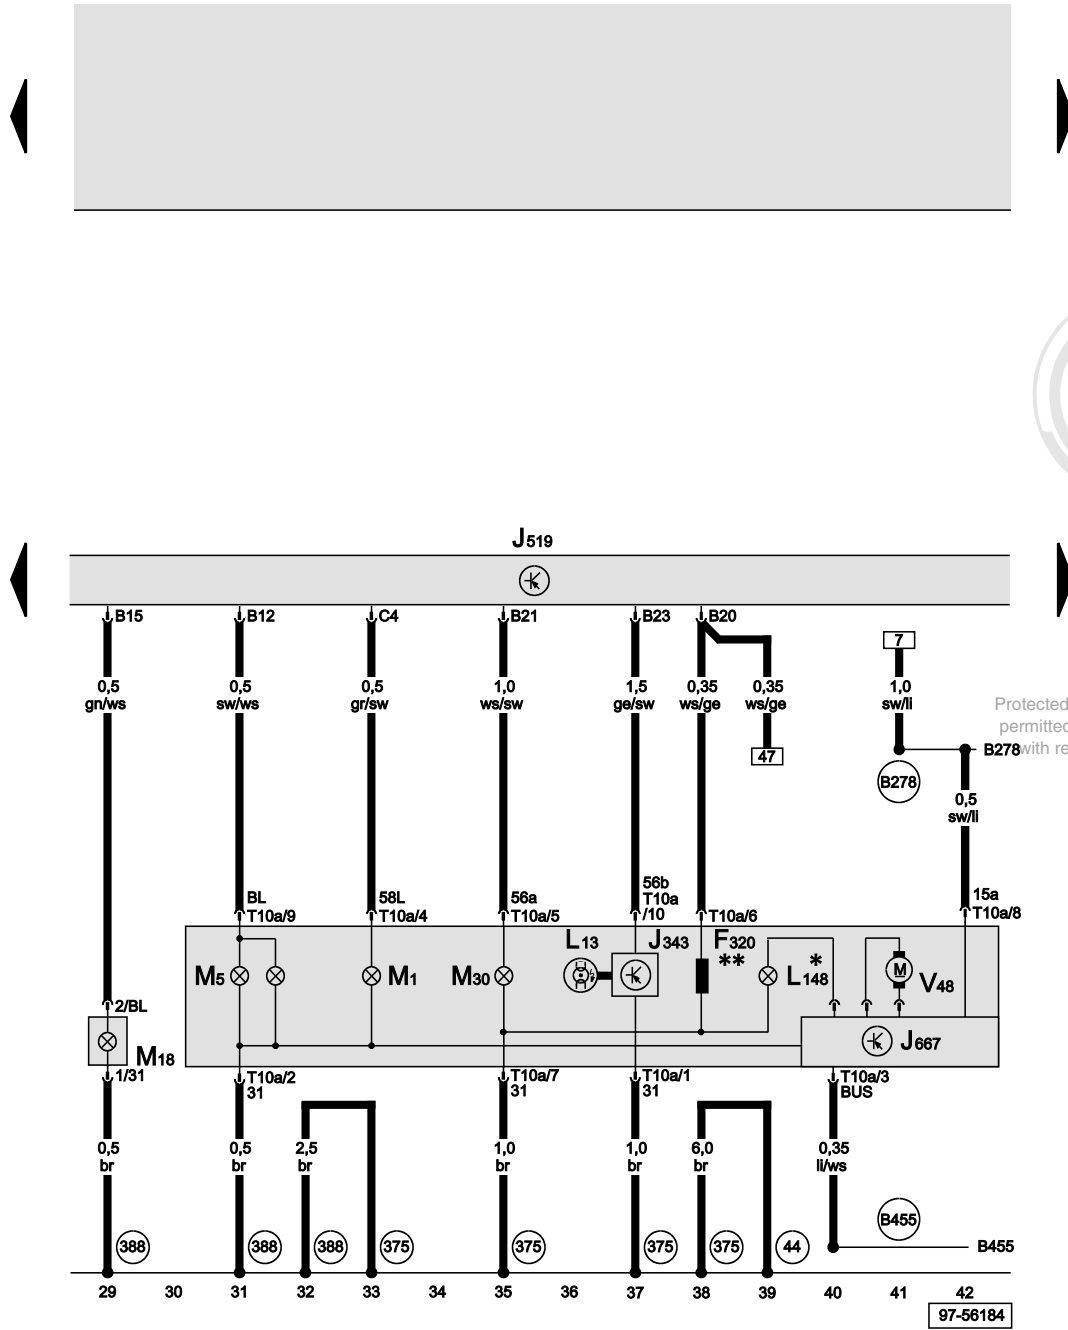 J519
B15 B12 C4 B21 B23 B20
7
0,5 0,5 0,5 1,0 1,5 0,35 0,35 1,0
gn/ws sw/ws gr/sw ws/sw ge/sw ws/ge ws/ge sw/li
Protected
permitted
with re
47
B278
B278
0,5
sw/li
BL 58L 56a 56b 15a
T10a
T10a/9 T10a/4 T10a/5 /10 T10a/6 T10a/8
L13 J343 F320
** *
M5 M1 M30 L148 M V48
2/BL
M18 J667
1/31 T10a/2 T10a/7 T10a/1 T10a/3
31 31 31 BUS
0,5 0,5 2,5 1,0 1,0 6,0 0,35
br br br br br br li/ws
B455
388 388 388 375 375 375 375 44 B455
29 30 31 32 33 34 35 36 37 38 39 40 41 42
97-56184